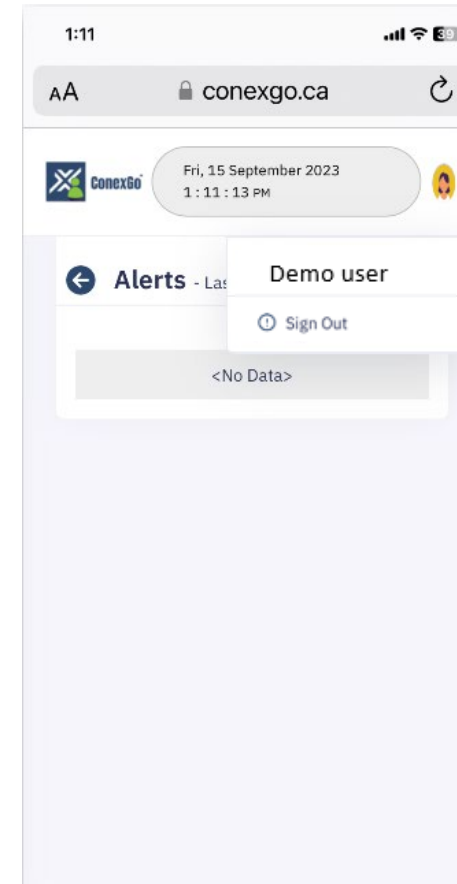 1:11
39
AA
conexgo.ca
ConexGo
Fri, 15 September 2023
1 : 11 : 13 PM
Demo user
Alerts - Las
Sign Out
<No Data>